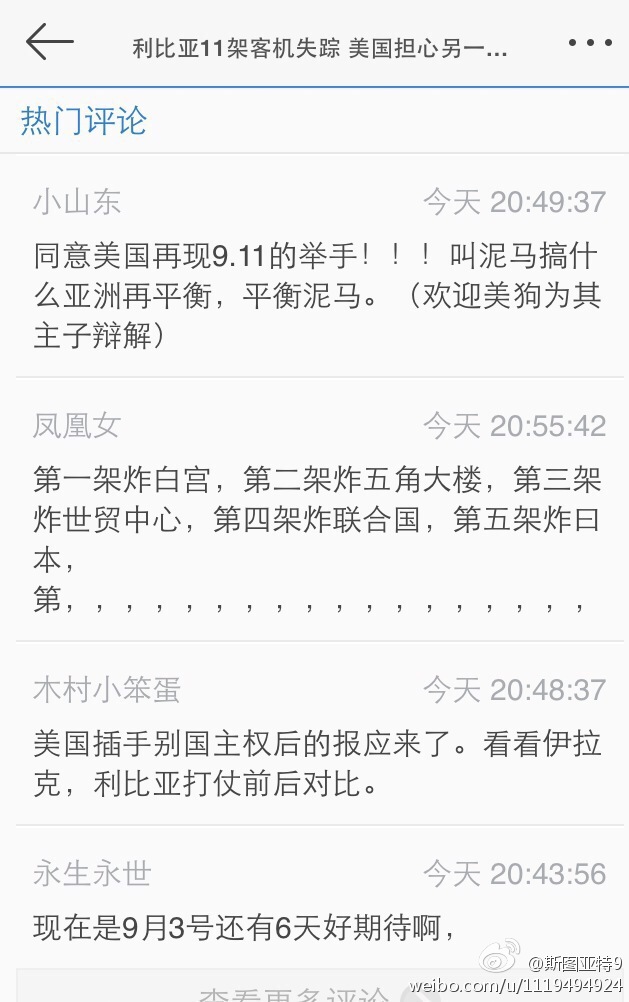 利比亚11架客机失踪 美国担心另一...
热门评论
小山东 今天 20:49:37
同意美国再现9.11的举手！！！叫泥马搞什
么亚洲再平衡，平衡泥马。（欢迎美狗为其
主子辩解）
凤凰女 今天 20:55:42
第一架炸白宫，第二架炸五角大楼，第三架
炸世贸中心，第四架炸联合国，第五架炸曰
本，
第，，，，，，，，，，，，，，，，，，
木村小笨蛋 今天 20:48:37
美国插手别国主权后的报应来了。看看伊拉
克，利比亚打仗前后对比。
永生永世 今天 20:43:56
现在是9月3号还有6天好期待啊，
查看更多评论
@斯图亚特9
weibo.com/u/1119494924